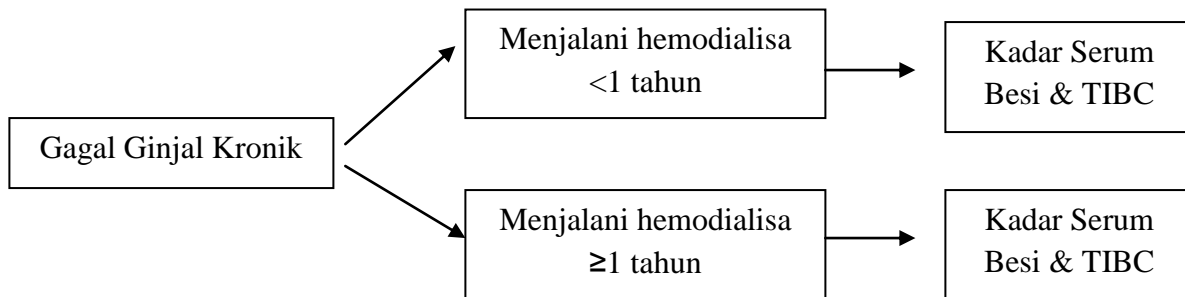 Gagal Ginjal Kronik
Menjalani hemodialisa
<1 tahun
Kadar Serum
Besi & TIBC
Menjalani hemodialisa
≥1 tahun
Kadar Serum
Besi & TIBC